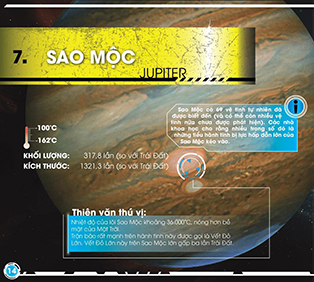 7. SAO MỘC
JUPITER
Sao Mộc có 69 vệ tinh tự nhiên đã
được biết đến (và có thể còn nhiều vệ
tinh nữa chưa được phát hiện). Các nhà
khoa học cho rằng nhiều trong số đó là
những tiểu hành tinh bị lực hấp dẫn lớn của
Sao Mộc kéo vào.
i
-100°C
-162°C
KHỐI LƯỢNG: 317,8 lần (so với Trái Đất)
KÍCH THƯỚC: 1321,3 lần (so với Trái Đất)
Thiên văn thú vị:
Nhiệt độ của lõi Sao Mộc khoảng 36.000°C, nóng hơn bề
mặt của Mặt Trời.
Trận bão rất mạnh trên hành tinh này được gọi là Vết Đỏ
Lớn. Vết Đỏ Lớn này trên Sao Mộc lớn gấp ba lần Trái Đất.
14